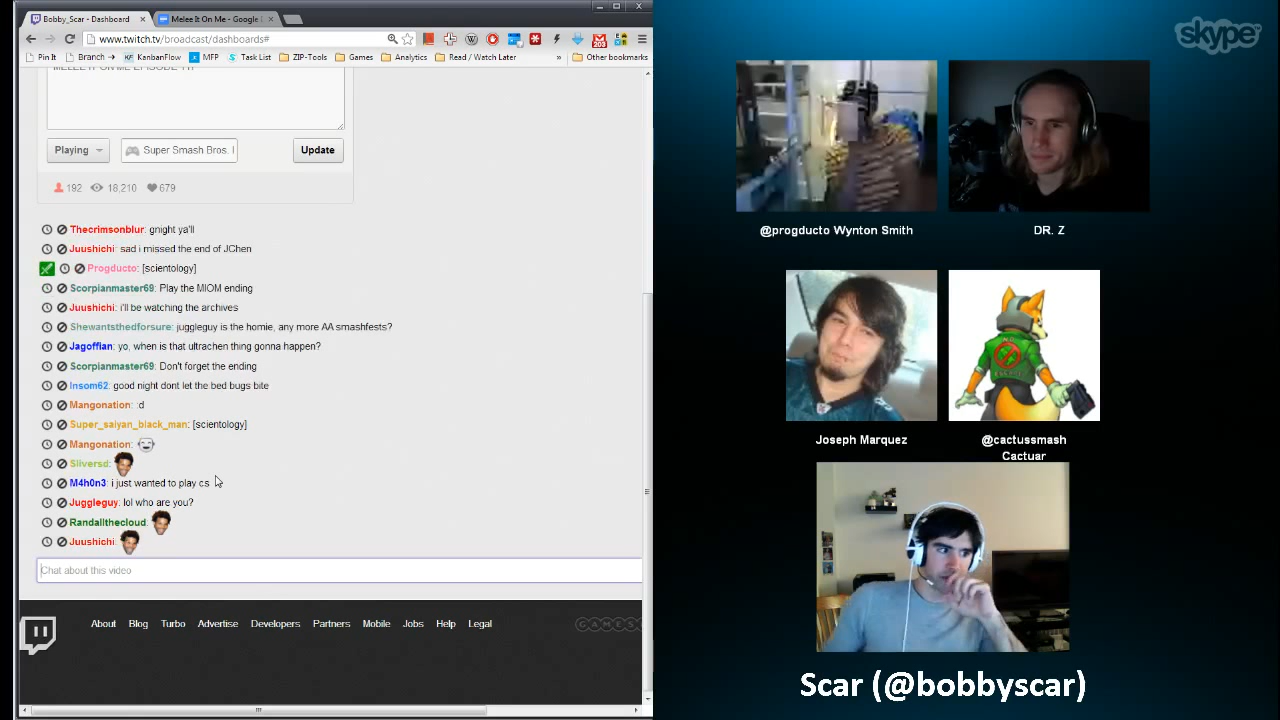 Bobby_Scar - Dashboard
Melee It On Me - Google
www.twitch.tv/broadcast/dashboards#
Pin It
Branch
KanbanFlow
MFP
Task List
ZIP-Tools
Games
Analytics
Read / Watch Later
»
Other bookmarks
Playing
Super Smash Bros.
Update
192
18,210
679
Thecrimsonblur: gnight ya'll
Juushichi: sad i missed the end of JChen
Progducto: [scientology]
Scorpianmaster69: Play the MIOM ending
Juushichi: i'll be watching the archives
Shewantsthedforsure: juggleguy is the homie, any more AA smashfests?
Jagoffian: yo, when is that ultrachen thing gonna happen?
Scorpianmaster69: Don't forget the ending
Insom62: good night dont let the bed bugs bite
Mangonation: :d
Super_saiyan_black_man: [scientology]
Mangonation:
Sliversd:
M4h0n3: i just wanted to play cs
Juggleguy: lol who are you?
Randallthecloud:
Juushichi:
Chat about this video
About
Blog
Turbo
Advertise
Developers
Partners
Mobile
Jobs
Help
Legal
GAMES
skype
@progducto Wynton Smith
DR. Z
Joseph Marquez
@cactussmash
Cactuar
Scar (@bobbyscar)